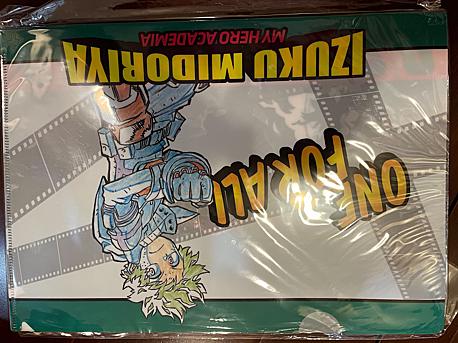 ONE
FOR ALL
IZUKU MIDORIYA
MY HERO ACADEMIA